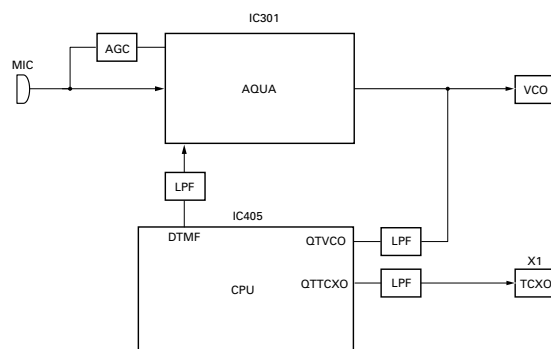 IC301
AGC
MIC
AQUA
VCO
LPF
IC405
DTMF
QTVCO
LPF
X1
CPU
QTTCXO
LPF
TCXO